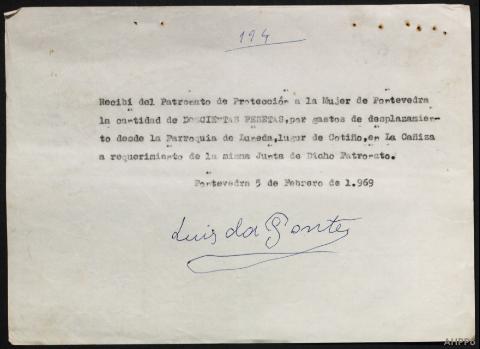 194
Recibí del Patronato de Protección a la Mujer de Pontevedra
la cantidad de DOSCIENTAS PESETAS, por gastos de desplazamien-
to desde la Parroquia de Luneda, lugar de Cotiño, en La Cañiza
a requerimiento de la misma Junta de Dicho Patronato.
Pontevedra 5 de Febrero de 1.969
Luis da Ponte
AHPPO